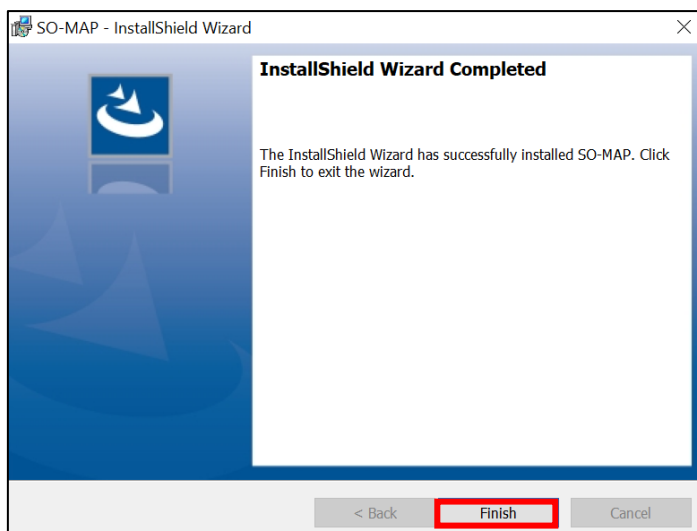 SO-MAP - InstallShield Wizard
InstallShield Wizard Completed
The InstallShield Wizard has successfully installed SO-MAP. Click
Finish to exit the wizard.
< Back Finish Cancel